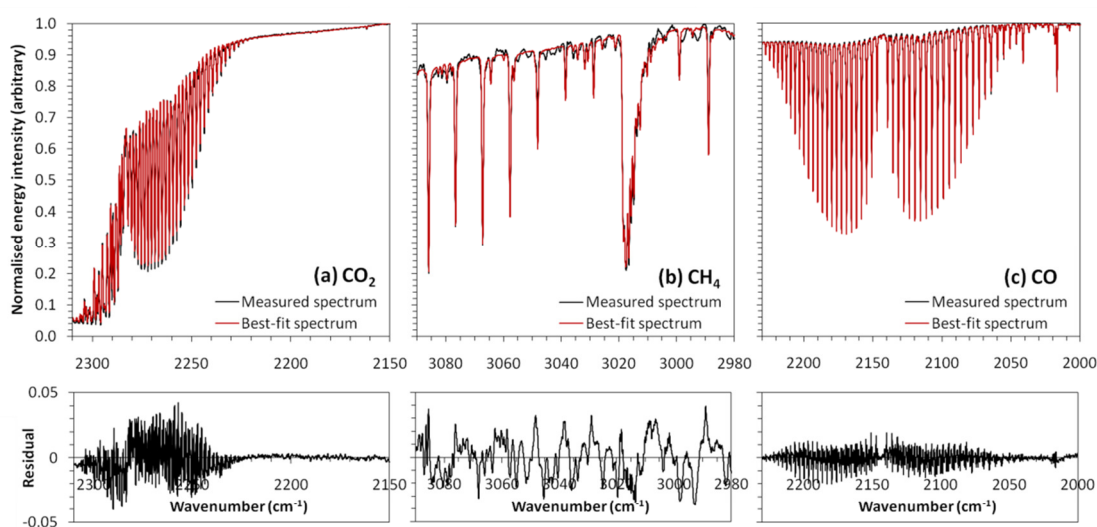 Normalised energy intensity (arbitrary)
1.0
0.9
0.8
0.7
0.6
0.5
0.4
0.3
0.2
0.1
0.0
(a) CO₂
Measured spectrum
Best-fit spectrum
2300 2250 2200 2150
(b) CH₄
Measured spectrum
Best-fit spectrum
3080 3060 3040 3020 3000 2980
(c) CO
Measured spectrum
Best-fit spectrum
2200 2150 2100 2050 2000
Residual
0.05
0
-0.05
2300 2250 2200 2150
Wavenumber (cm⁻¹)
3080 3060 3040 3020 3000 2980
Wavenumber (cm⁻¹)
2200 2150 2100 2050 2000
Wavenumber (cm⁻¹)